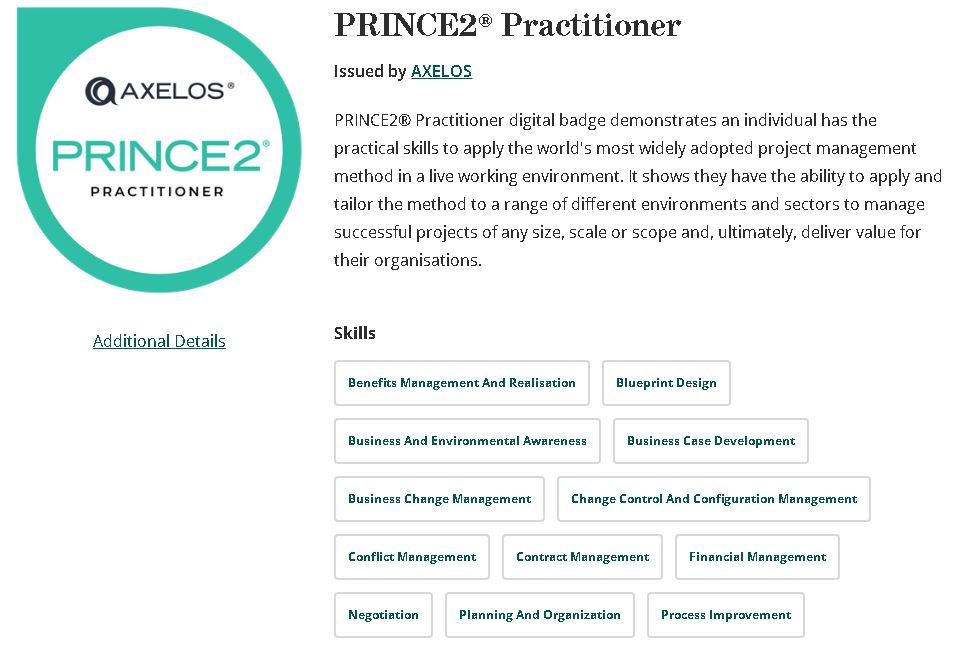 AXELOS®
PRINCE2®
PRACTITIONER
Additional Details
PRINCE2® Practitioner
Issued by AXELOS
PRINCE2® Practitioner digital badge demonstrates an individual has the
practical skills to apply the world's most widely adopted project management
method in a live working environment. It shows they have the ability to apply and
tailor the method to a range of different environments and sectors to manage
successful projects of any size, scale or scope and, ultimately, deliver value for
their organisations.
Skills
Benefits Management And Realisation
Blueprint Design
Business And Environmental Awareness
Business Case Development
Business Change Management
Change Control And Configuration Management
Conflict Management
Contract Management
Financial Management
Negotiation
Planning And Organization
Process Improvement